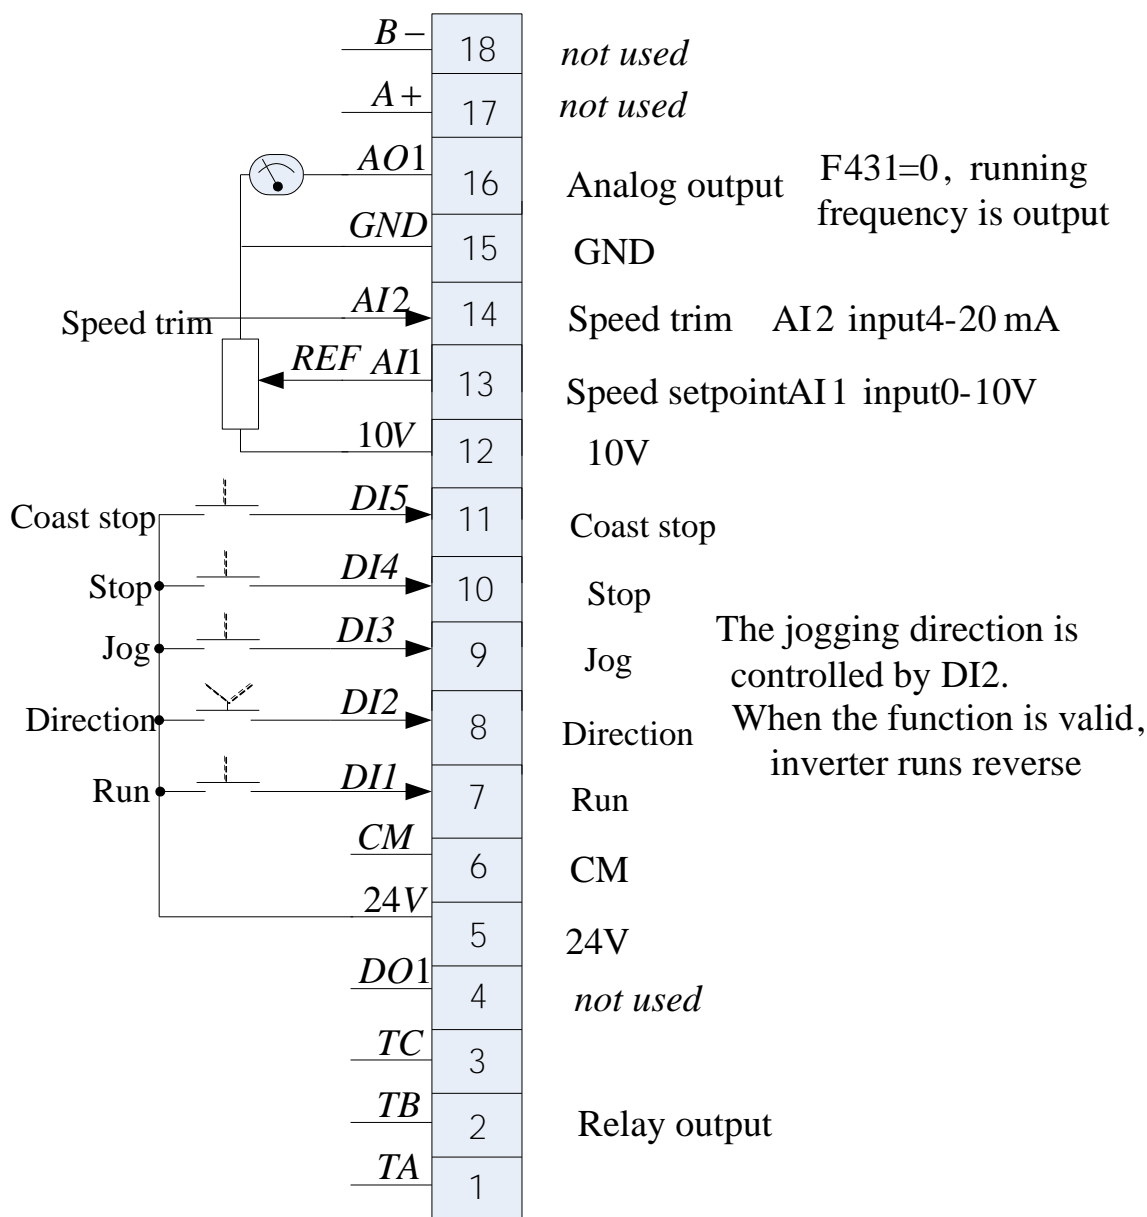 B− 18 not used
A+ 17 not used
AO1 16 Analog output F431=0, running
frequency is output
GND 15 GND
Speed trim AI2 14 Speed trim AI2 input4-20 mA
REF AI1 13 Speed setpointAI1 input0-10V
10V 12 10V
Coast stop DI5 11 Coast stop
Stop DI4 10 Stop
Jog DI3 9 Jog The jogging direction is
controlled by DI2.
Direction DI2 8 Direction When the function is valid,
inverter runs reverse
Run DI1 7 Run
CM 6 CM
24V 5 24V
DO1 4 not used
TC 3
TB 2 Relay output
TA 1